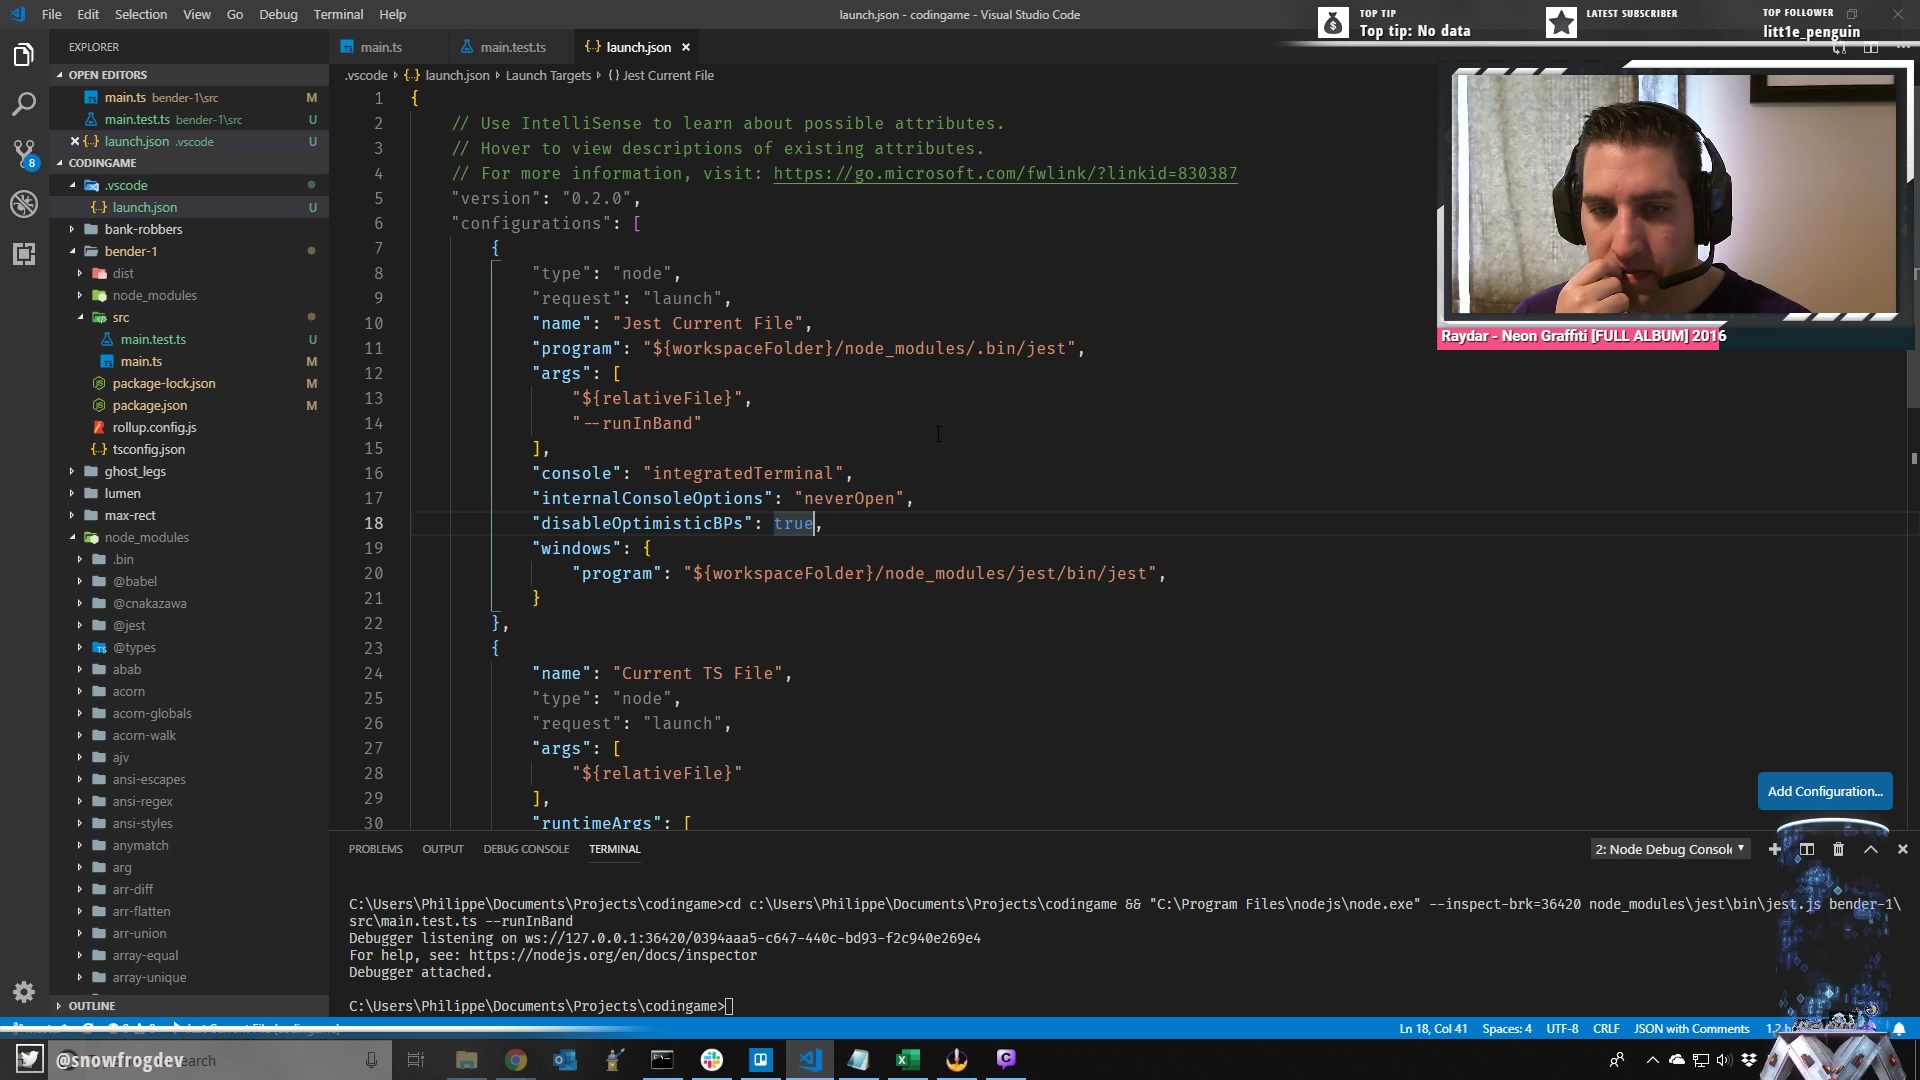 File Edit Selection View Go Debug Terminal Help
launch.json - codingame - Visual Studio Code
TOP TIP
Top tip: No data
LATEST SUBSCRIBER
TOP FOLLOWER
litt1e_penguin
EXPLORER
OPEN EDITORS
main.ts bender-1\src M
main.test.ts bender-1\src U
launch.json .vscode U
CODINGAME
.vscode
launch.json U
bank-robbers
bender-1
dist
node_modules
src
main.test.ts U
main.ts M
package-lock.json M
package.json M
rollup.config.js
tsconfig.json
ghost_legs
lumen
max-rect
node_modules
.bin
@babel
@cnakazawa
@jest
@types
abab
acorn
acorn-globals
acorn-walk
ajv
ansi-escapes
ansi-regex
ansi-styles
anymatch
arg
arr-diff
arr-flatten
arr-union
array-equal
array-unique
OUTLINE
8
main.ts main.test.ts launch.json
.vscode launch.json Launch Targets Jest Current File
1 {
2 // Use IntelliSense to learn about possible attributes.
3 // Hover to view descriptions of existing attributes.
4 // For more information, visit: https://go.microsoft.com/fwlink/?linkid=830387
5 "version": "0.2.0",
6 "configurations": [
7 {
8 "type": "node",
9 "request": "launch",
10 "name": "Jest Current File",
11 "program": "${workspaceFolder}/node_modules/.bin/jest",
12 "args": [
13 "${relativeFile}",
14 "--runInBand"
15 ],
16 "console": "integratedTerminal",
17 "internalConsoleOptions": "neverOpen",
18 "disableOptimisticBPs": true,
19 "windows": {
20 "program": "${workspaceFolder}/node_modules/jest/bin/jest",
21 }
22 },
23 {
24 "name": "Current TS File",
25 "type": "node",
26 "request": "launch",
27 "args": [
28 "${relativeFile}"
29 ],
30 "runtimeArgs": [
Raydar - Neon Graffiti [FULL ALBUM] 2016
Add Configuration...
PROBLEMS OUTPUT DEBUG CONSOLE TERMINAL
2: Node Debug Console
C:\Users\Philippe\Documents\Projects\codingame>cd c:\Users\Philippe\Documents\Projects\codingame && "C:\Program Files\nodejs\node.exe" --inspect-brk=36420 node_modules\jest\bin\jest.js bender-1\
src\main.test.ts --runInBand
Debugger listening on ws://127.0.0.1:36420/0394aaa5-c647-440c-bd93-f2c940e269e4
For help, see: https://nodejs.org/en/docs/inspector
Debugger attached.
C:\Users\Philippe\Documents\Projects\codingame>
Ln 18, Col 41 Spaces: 4 UTF-8 CRLF JSON with Comments
@snowfrogdev